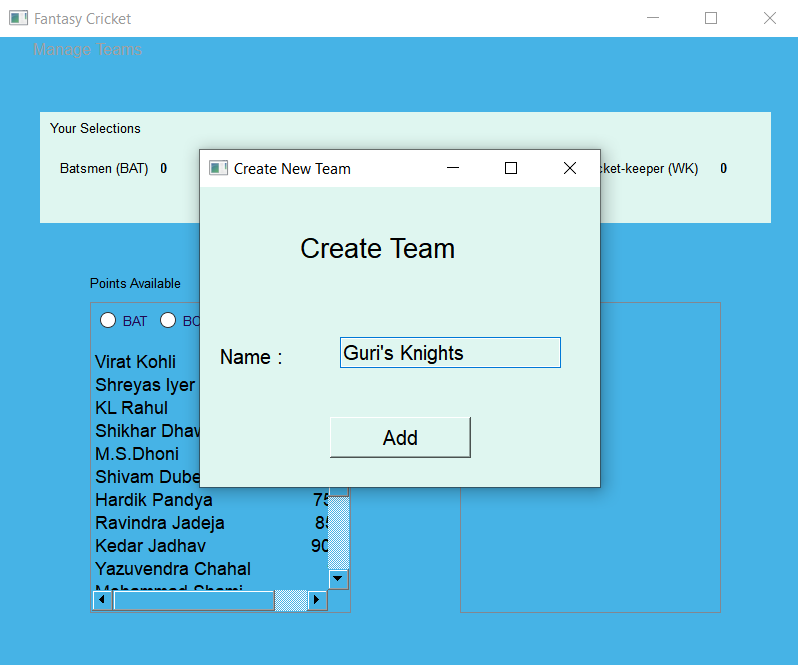 Fantasy Cricket
Manage Teams
Your Selections
Batsmen (BAT) 0
cket-keeper (WK) 0
Create New Team
Create Team
Name :
Guri's Knights
Add
Points Available
BAT
Virat Kohli
Shreyas Iyer
KL Rahul
Shikhar Dhaw
M.S.Dhoni
Shivam Dube
Hardik Pandya 75
Ravindra Jadeja 85
Kedar Jadhav 90
Yazuvendra Chahal
Mohammad Shami